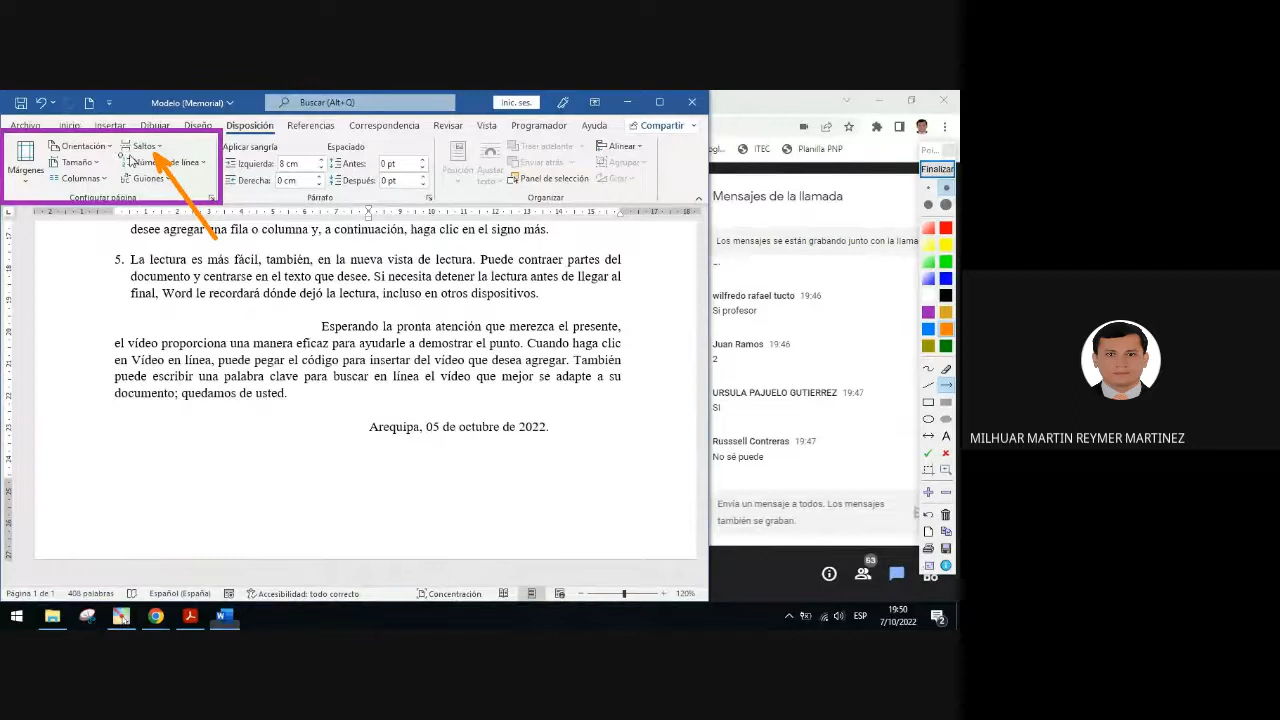 Modelo (Memorial)
Buscar (Alt+Q)
Inic. ses.
Archivo
Inicio
Insertar
Dibujar
Diseño
Disposición
Referencias
Correspondencia
Revisar
Vista
Programador
Ayuda
Compartir
Márgenes
Orientación
Tamaño
Columnas
Saltos
Números de línea
Guiones
Configurar página
Aplicar sangría
Izquierda: 8 cm
Derecha: 0 cm
Espaciado
Antes: 0 pt
Después: 0 pt
Párrafo
Posición
Ajustar texto
Traer adelante
Enviar atrás
Panel de selección
Alinear
Agrupar
Girar
Organizar
desee agregar una fila o columna y, a continuación, haga clic en el signo más.
5. La lectura es más fácil, también, en la nueva vista de lectura. Puede contraer partes del
documento y centrarse en el texto que desee. Si necesita detener la lectura antes de llegar al
final, Word le recordará dónde dejó la lectura, incluso en otros dispositivos.
Esperando la pronta atención que merezca el presente,
el vídeo proporciona una manera eficaz para ayudarle a demostrar el punto. Cuando haga clic
en Vídeo en línea, puede pegar el código para insertar del vídeo que desea agregar. También
puede escribir una palabra clave para buscar en línea el vídeo que mejor se adapte a su
documento; quedamos de usted.
Arequipa, 05 de octubre de 2022.
Página 1 de 1
408 palabras
Español (España)
Accesibilidad: todo correcto
Concentración
120%
ITEC
Planilla PNP
Finalizar
Mensajes de la llamada
Los mensajes se están grabando junto con la llama
wilfredo rafael tucto 19:46
Si profesor
Juan Ramos 19:46
2
URSULA PAJUELO GUTIERREZ 19:47
SI
Russsell Contreras 19:47
No sé puede
Envía un mensaje a todos. Los mensajes
también se graban.
63
ESP
19:50
7/10/2022
2
MILHUAR MARTIN REYMER MARTINEZ